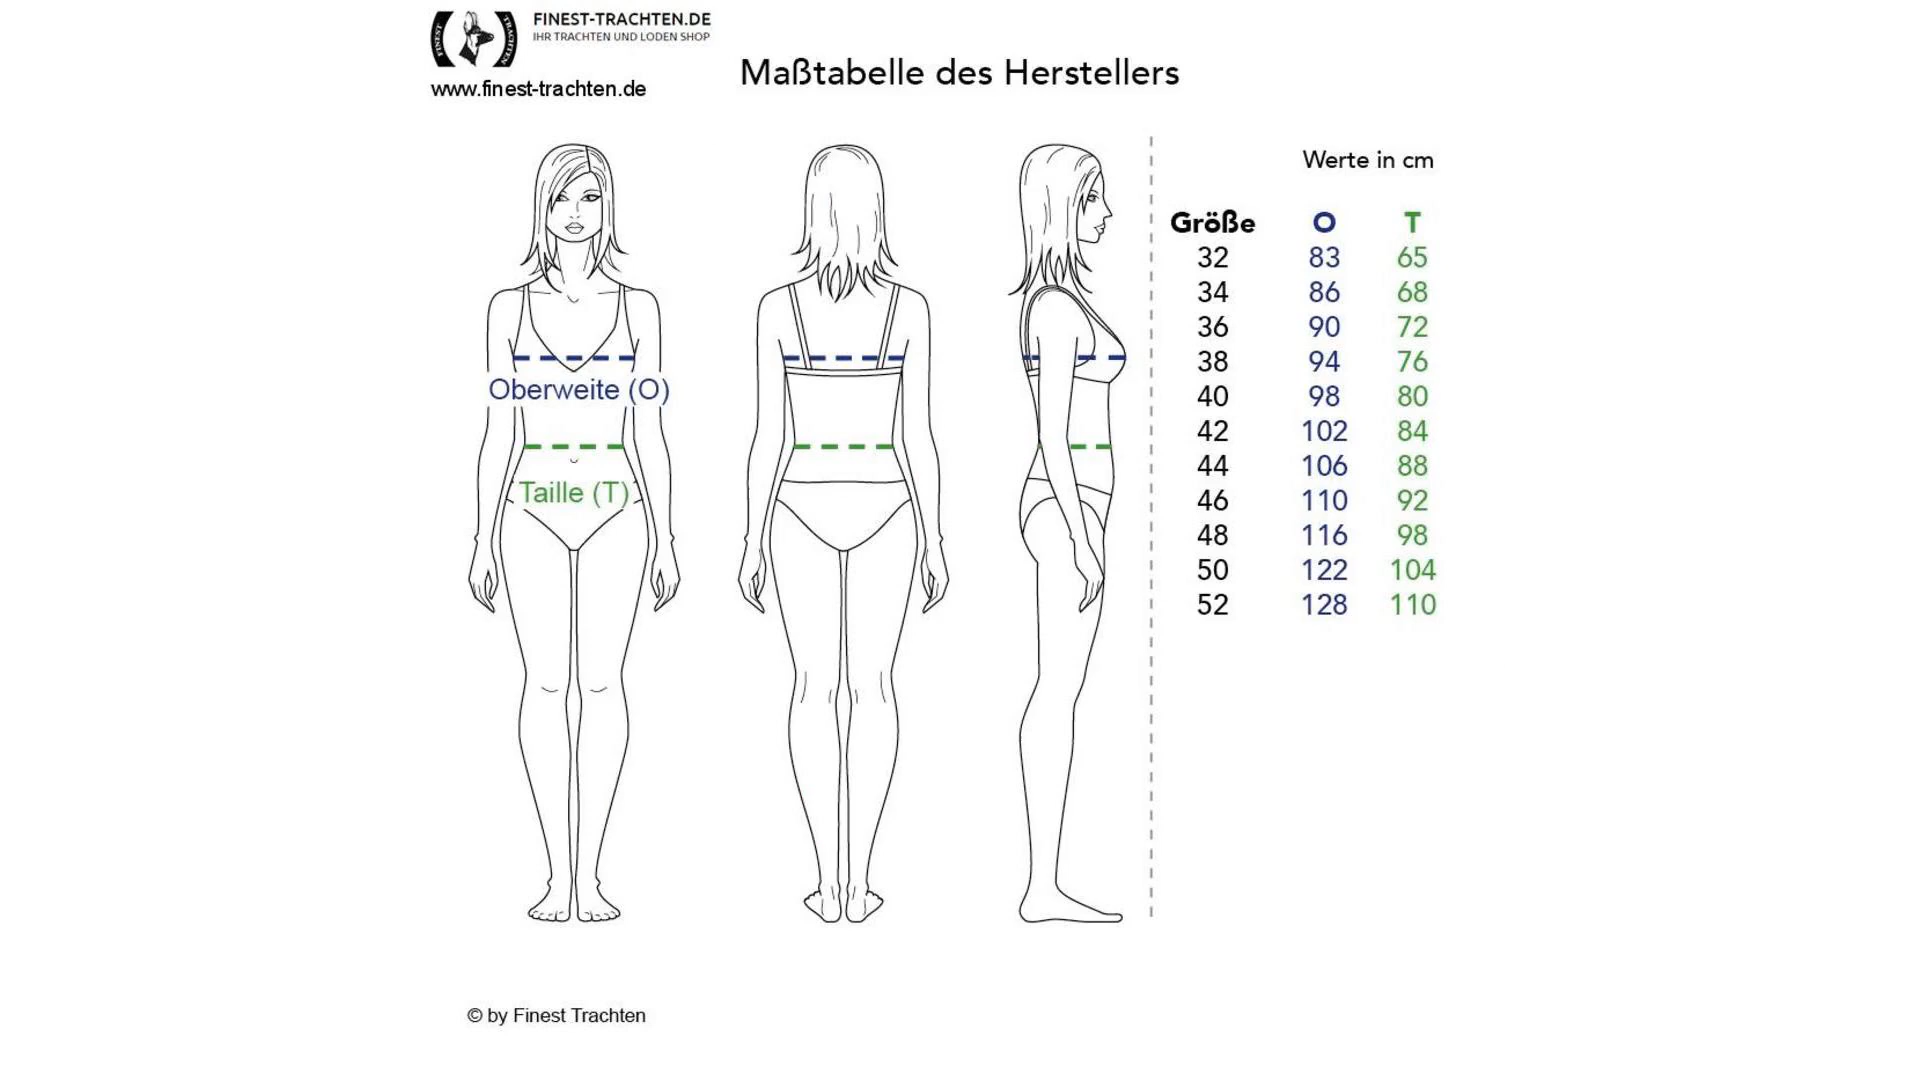 FINEST TRACHTEN
FINEST-TRACHTEN.DE
IHR TRACHTEN UND LODEN SHOP
www.finest-trachten.de
Maßtabelle des Herstellers
Werte in cm
Größe O T
32 83 65
34 86 68
36 90 72
38 94 76
40 98 80
42 102 84
44 106 88
46 110 92
48 116 98
50 122 104
52 128 110
Oberweite (O)
Taille (T)
© by Finest Trachten